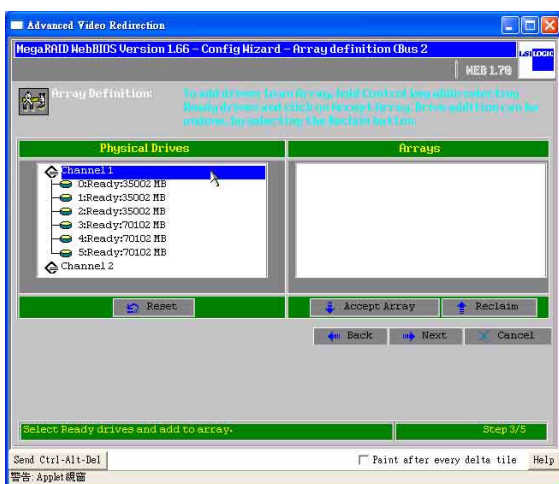 Advanced Video Redirection
MegaRAID WebBIOS Version 1.66 - Config Wizard - Array definition (Bus 2
LSI LOGIC
WEB 1.70
Array Definition:
To add drives to an Array, hold Control key while selecting
Ready drives and click on Accept Array. Drive addition can be
undone, by selecting the Reclaim button.
Physical Drives
Arrays
Channel 1
0:Ready:35002 MB
1:Ready:35002 MB
2:Ready:35002 MB
3:Ready:70102 MB
4:Ready:70102 MB
5:Ready:70102 MB
Channel 2
Reset
Accept Array
Reclaim
Back
Next
Cancel
Select Ready drives and add to array.
Step 3/5
Send Ctrl-Alt-Del
Paint after every delta tile
Help
警告: Applet 視窗